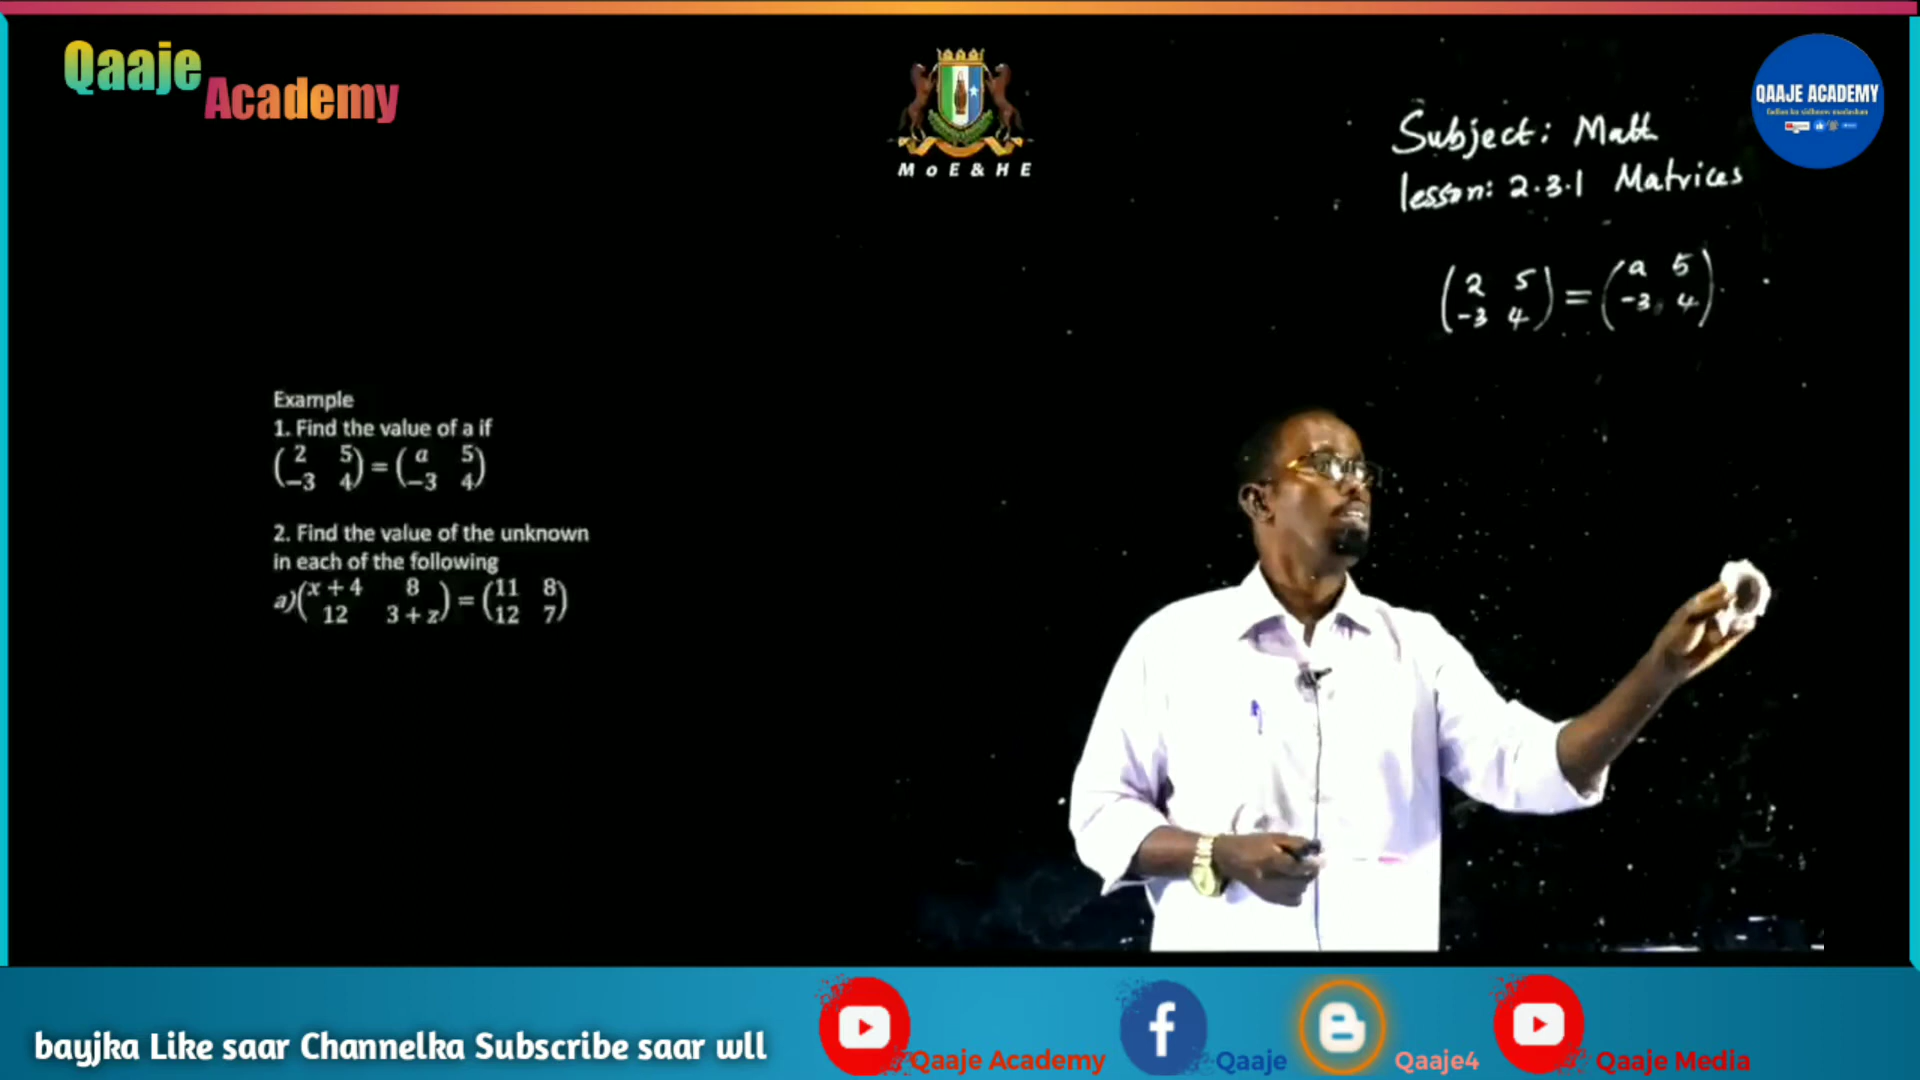 Qaaje
Academy
MoE&HE
QAAJE ACADEMY
Subject: Math
lesson: 2.3.1 Matrices
(2 5) = (a 5)
(-3 4) (-3 4)
Example
1. Find the value of a if
(2 5) = (a 5)
(−3 4) (−3 4)
2. Find the value of the unknown
in each of the following
a)(x + 4 8) = (11 8)
(12 3 + z) (12 7)
bayjka Like saar Channelka Subscribe saar wll
Qaaje Academy
Qaaje
Qaaje4
Qaaje Media